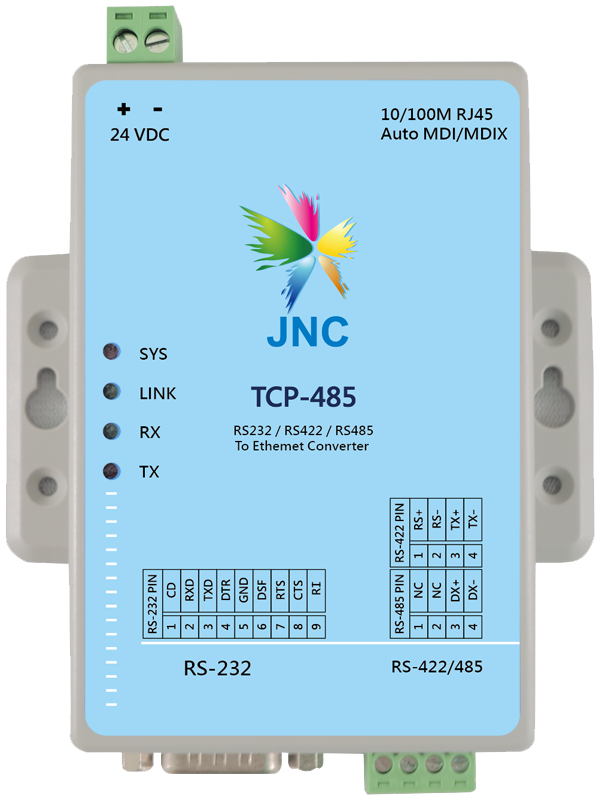 + -
24 VDC
10/100M RJ45
Auto MDI/MDIX
JNC
SYS
LINK
RX
TX
TCP-485
RS232 / RS422 / RS485
To Ethemet Converter
RS-422 PIN 1 RS+ 2 RS- 3 TX+ 4 TX-
RS-485 PIN 1 NC 2 NC 3 DX+ 4 DX-
RS-232 PIN 1 CD 2 RXD 3 TXD 4 DTR 5 GND 6 DSF 7 RTS 8 CTS 9 RI
RS-232
RS-422/485